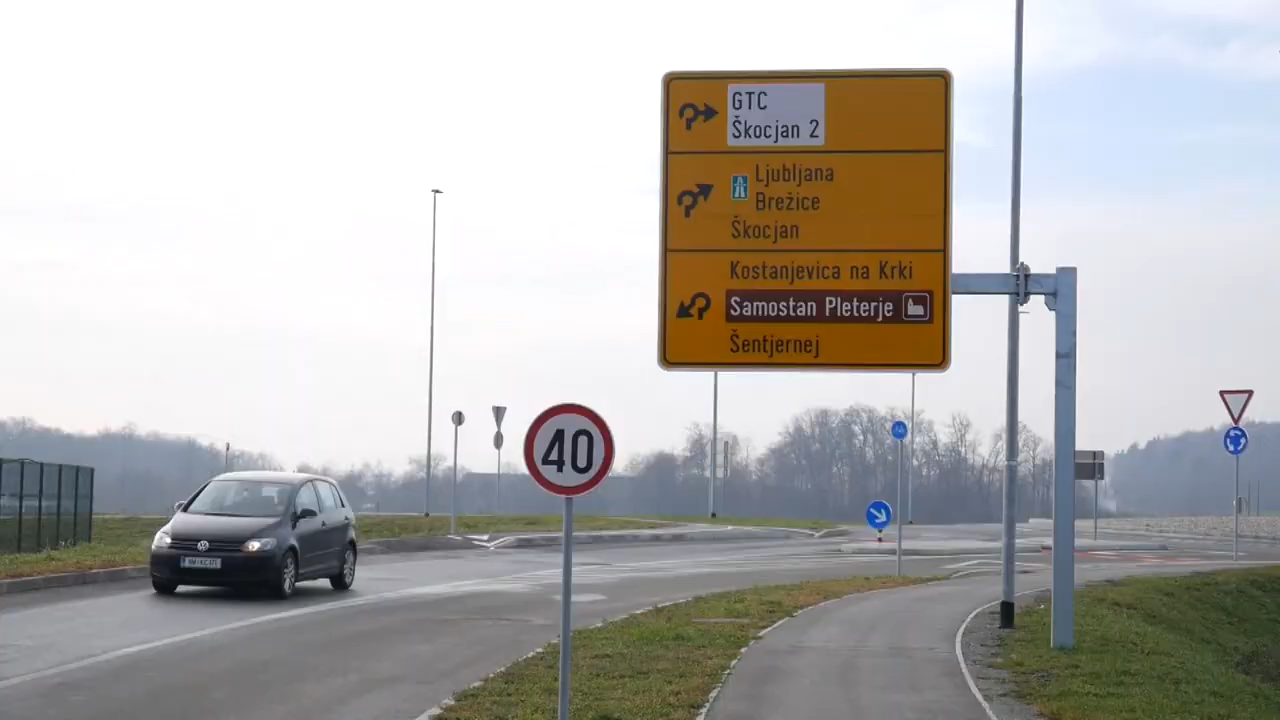 GTC
Škocjan 2
Ljubljana
Brežice
Škocjan
Kostanjevica na Krki
Samostan Pleterje
Šentjernej
40